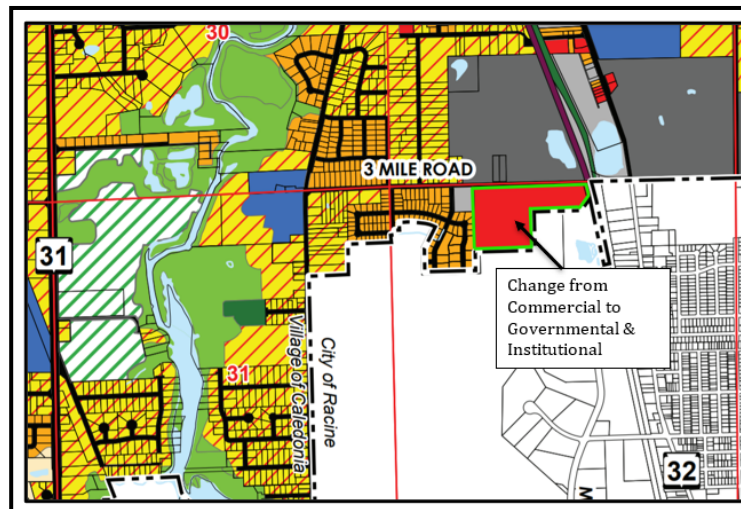 30
3 MILE ROAD
31
Change from
Commercial to
Governmental &
Institutional
31
City of Racine
Village of Caledonia
32
M